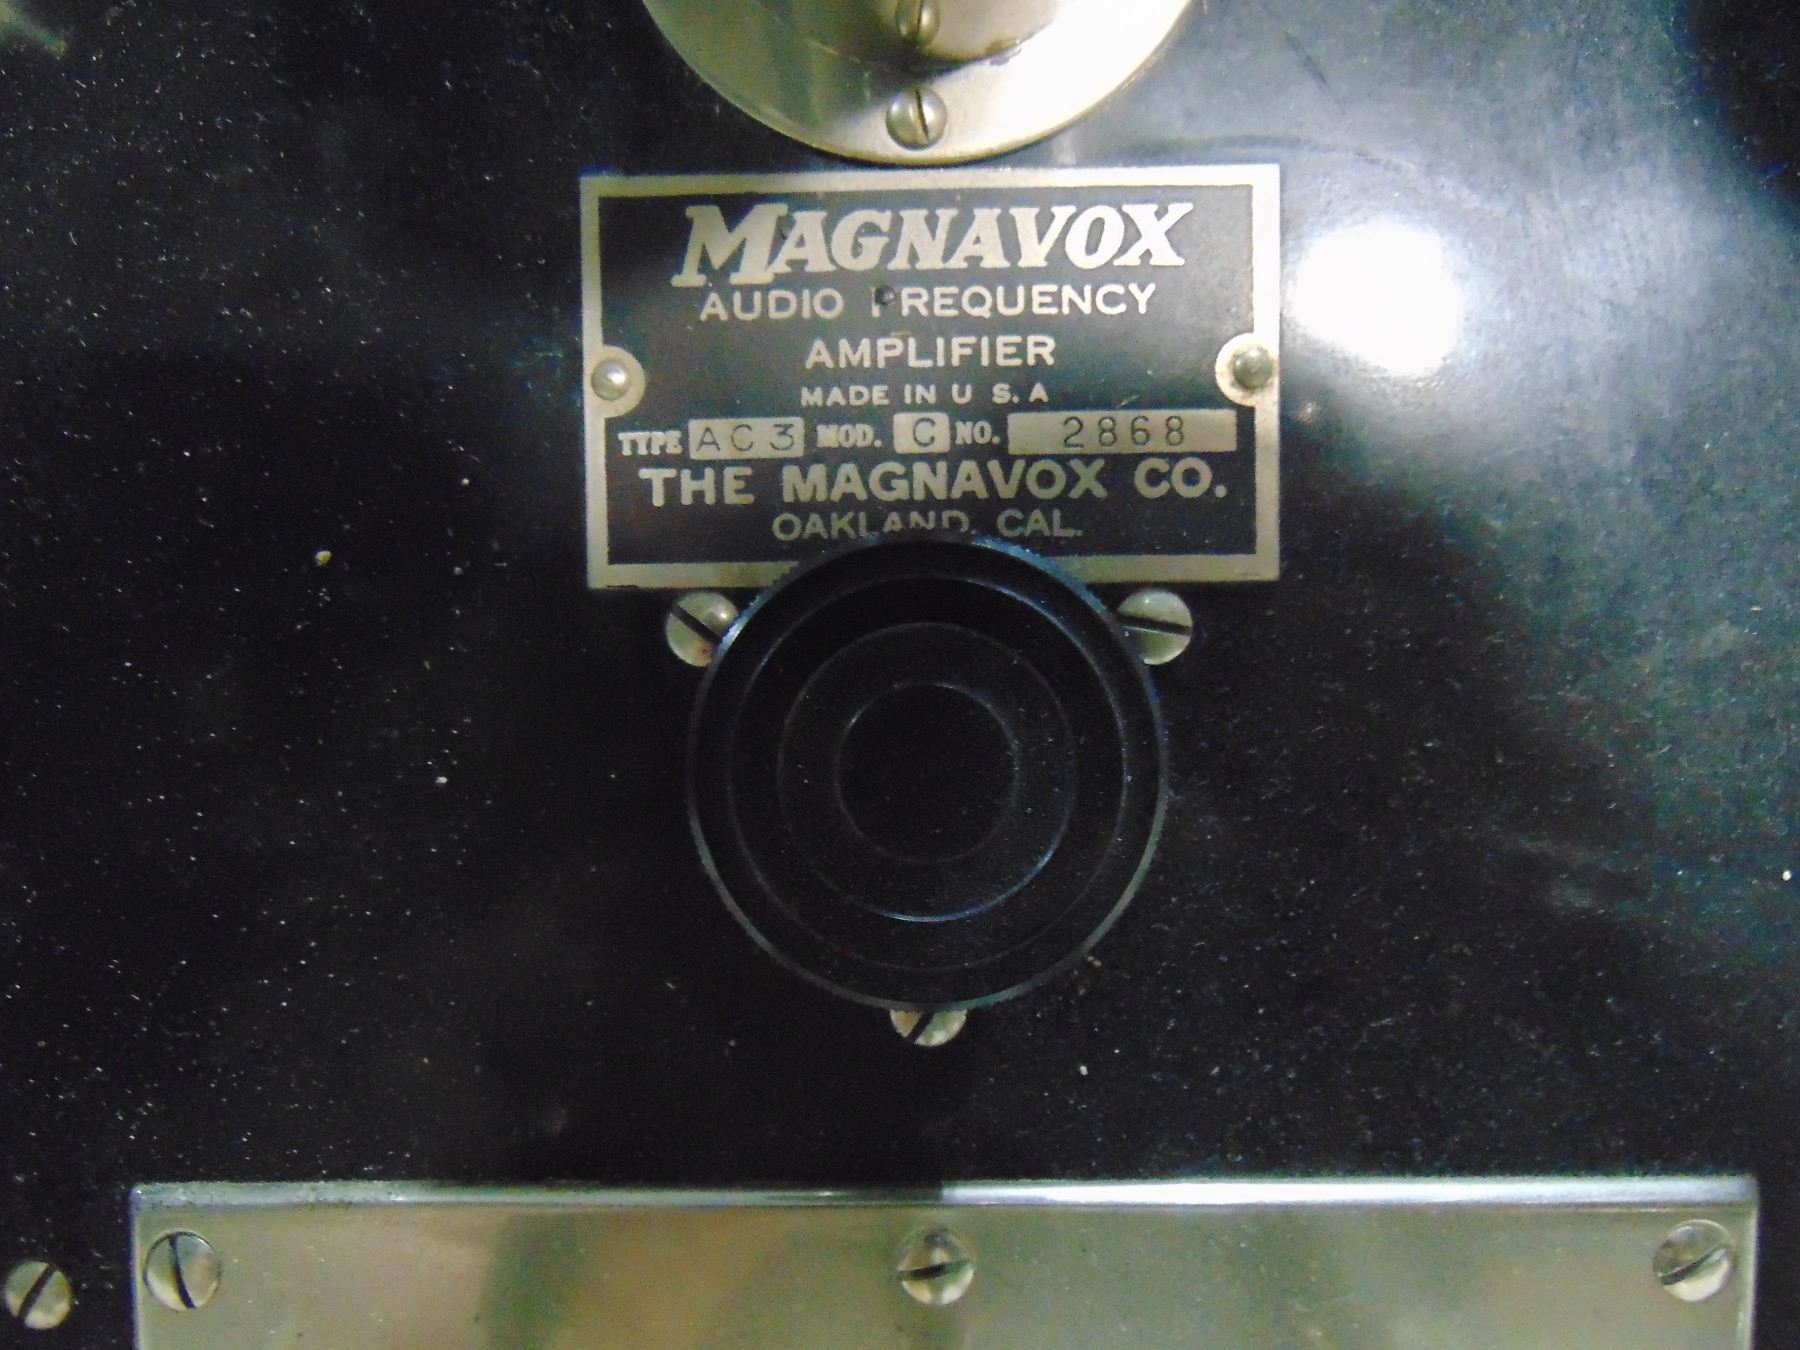 MAGNAVOX
AUDIO FREQUENCY
AMPLIFIER
MADE IN U S. A
TYPE AC3 MOD. C NO. 2868
THE MAGNAVOX CO.
OAKLAND, CAL.